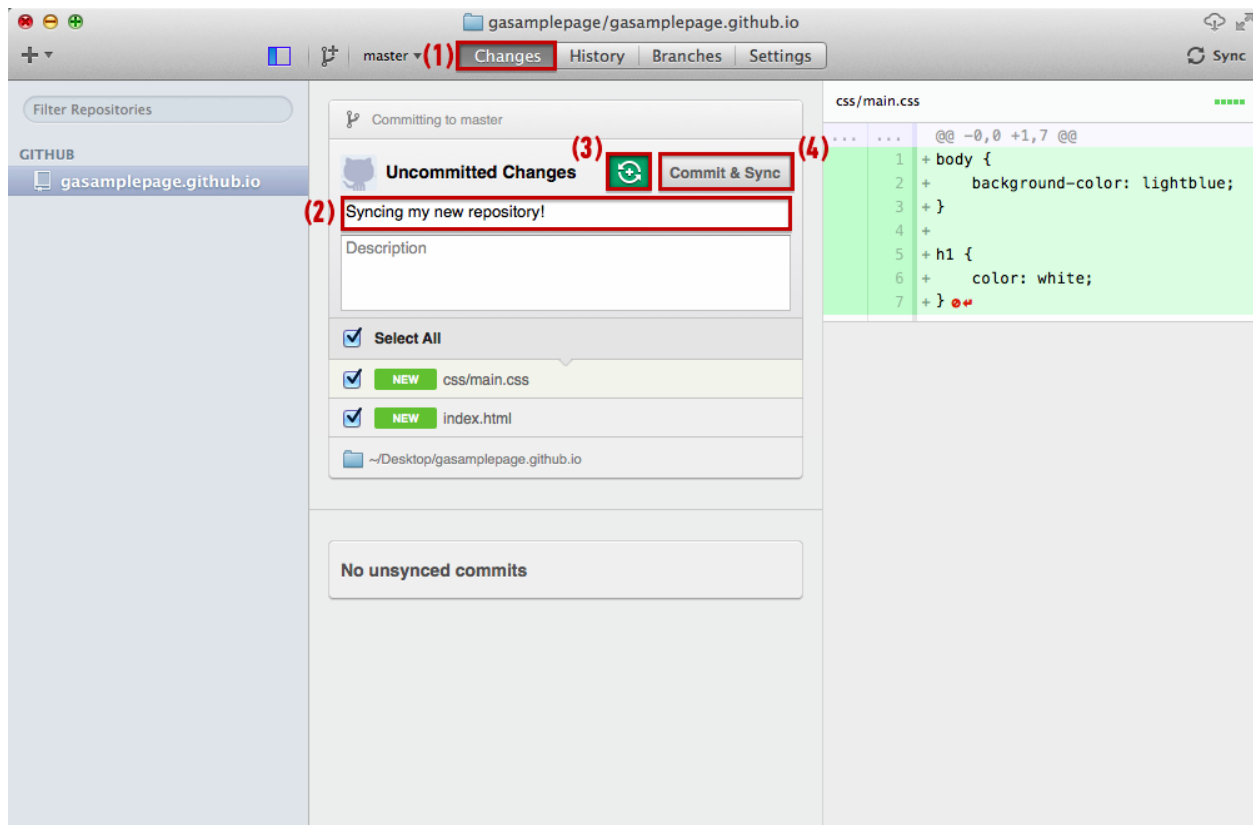 gasamplepage/gasamplepage.github.io
master (1) Changes History Branches Settings Sync
Filter Repositories
GITHUB
gasamplepage.github.io
Committing to master
(3) (4)
Uncommitted Changes Commit & Sync
(2) Syncing my new repository!
Description
Select All
NEW css/main.css
NEW index.html
~/Desktop/gasamplepage.github.io
No unsynced commits
css/main.css
... ... @@ -0,0 +1,7 @@
1 +body {
2 +    background-color: lightblue;
3 +}
4 +
5 +h1 {
6 +    color: white;
7 +}